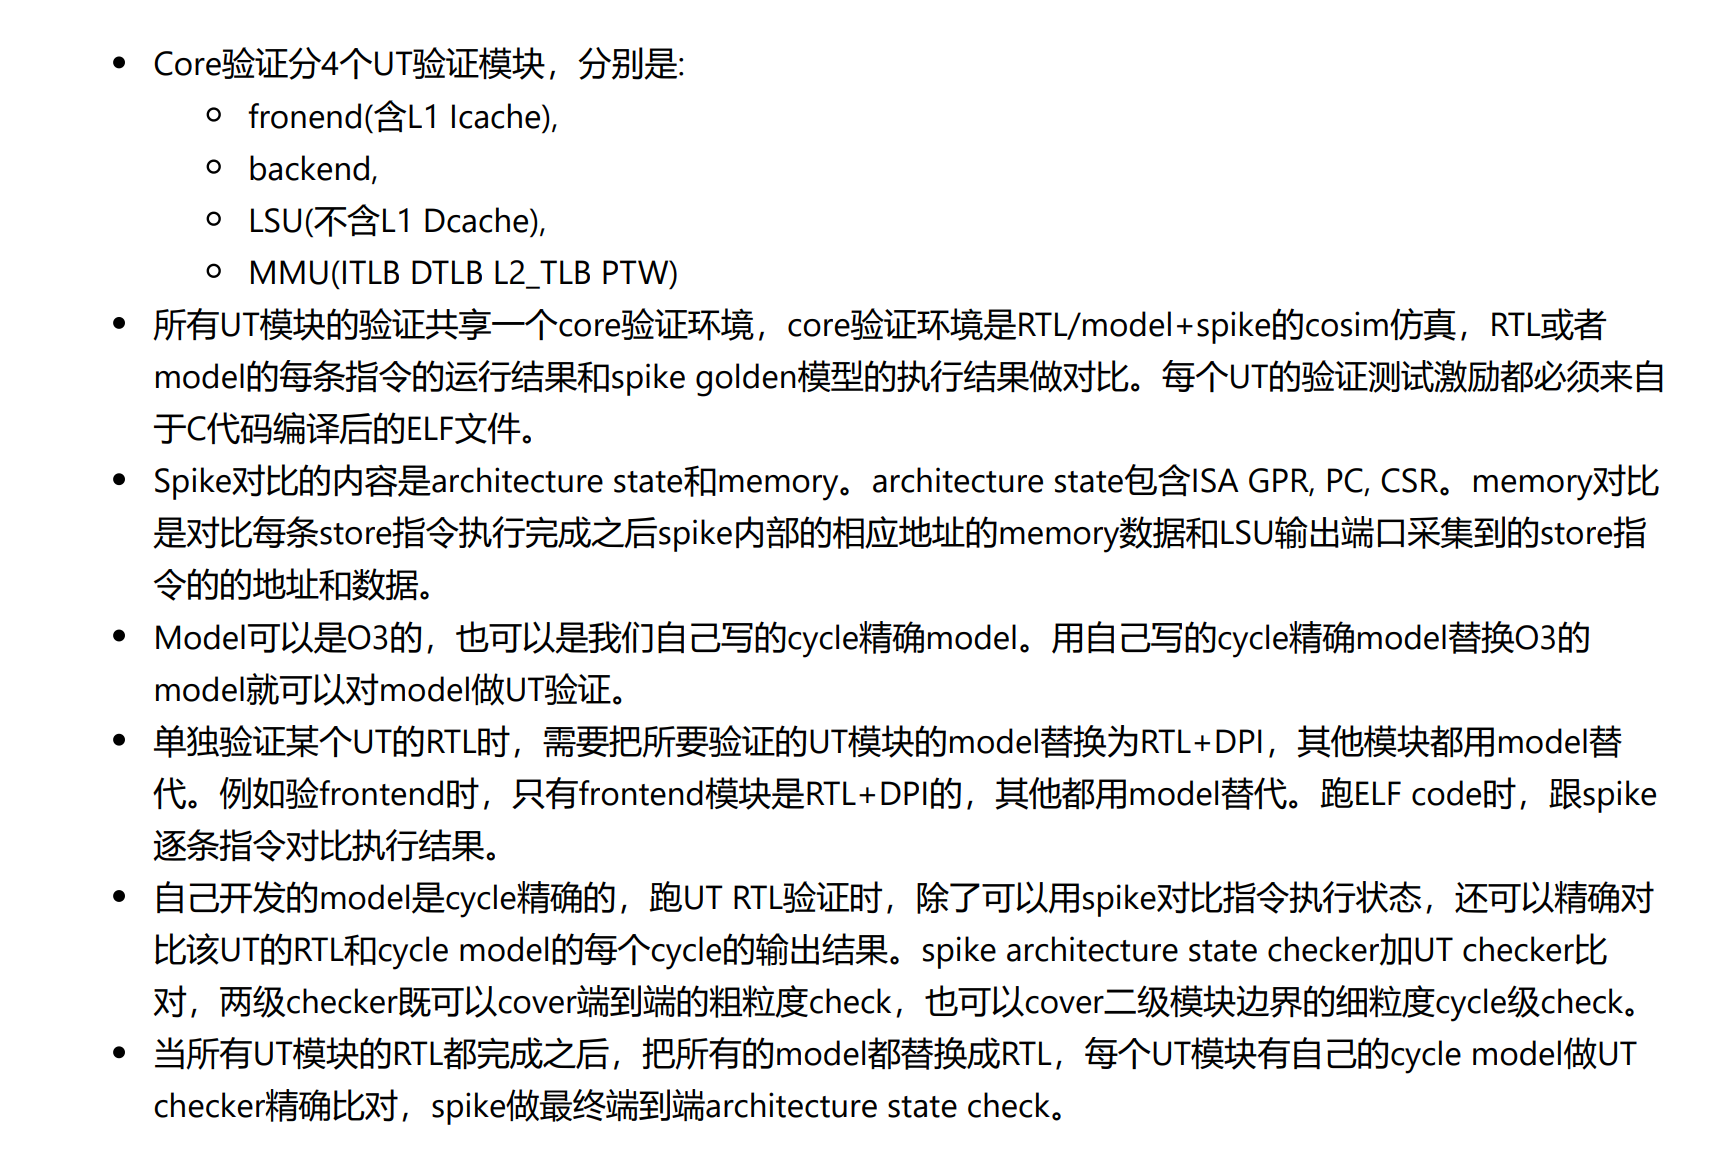 • Core验证分4个UT验证模块，分别是:
○ fronend(含L1 Icache),
○ backend,
○ LSU(不含L1 Dcache),
○ MMU(ITLB DTLB L2_TLB PTW)
• 所有UT模块的验证共享一个core验证环境，core验证环境是RTL/model+spike的cosim仿真，RTL或者
model的每条指令的运行结果和spike golden模型的执行结果做对比。每个UT的验证测试激励都必须来自
于C代码编译后的ELF文件。
• Spike对比的内容是architecture state和memory。architecture state包含ISA GPR, PC, CSR。memory对比
是对比每条store指令执行完成之后spike内部的相应地址的memory数据和LSU输出端口采集到的store指
令的的地址和数据。
• Model可以是O3的，也可以是我们自己写的cycle精确model。用自己写的cycle精确model替换O3的
model就可以对model做UT验证。
• 单独验证某个UT的RTL时，需要把所要验证的UT模块的model替换为RTL+DPI，其他模块都用model替
代。例如验frontend时，只有frontend模块是RTL+DPI的，其他都用model替代。跑ELF code时，跟spike
逐条指令对比执行结果。
• 自己开发的model是cycle精确的，跑UT RTL验证时，除了可以用spike对比指令执行状态，还可以精确对
比该UT的RTL和cycle model的每个cycle的输出结果。spike architecture state checker加UT checker比
对，两级checker既可以cover端到端的粗粒度check，也可以cover二级模块边界的细粒度cycle级check。
• 当所有UT模块的RTL都完成之后，把所有的model都替换成RTL，每个UT模块有自己的cycle model做UT
checker精确比对，spike做最终端到端architecture state check。